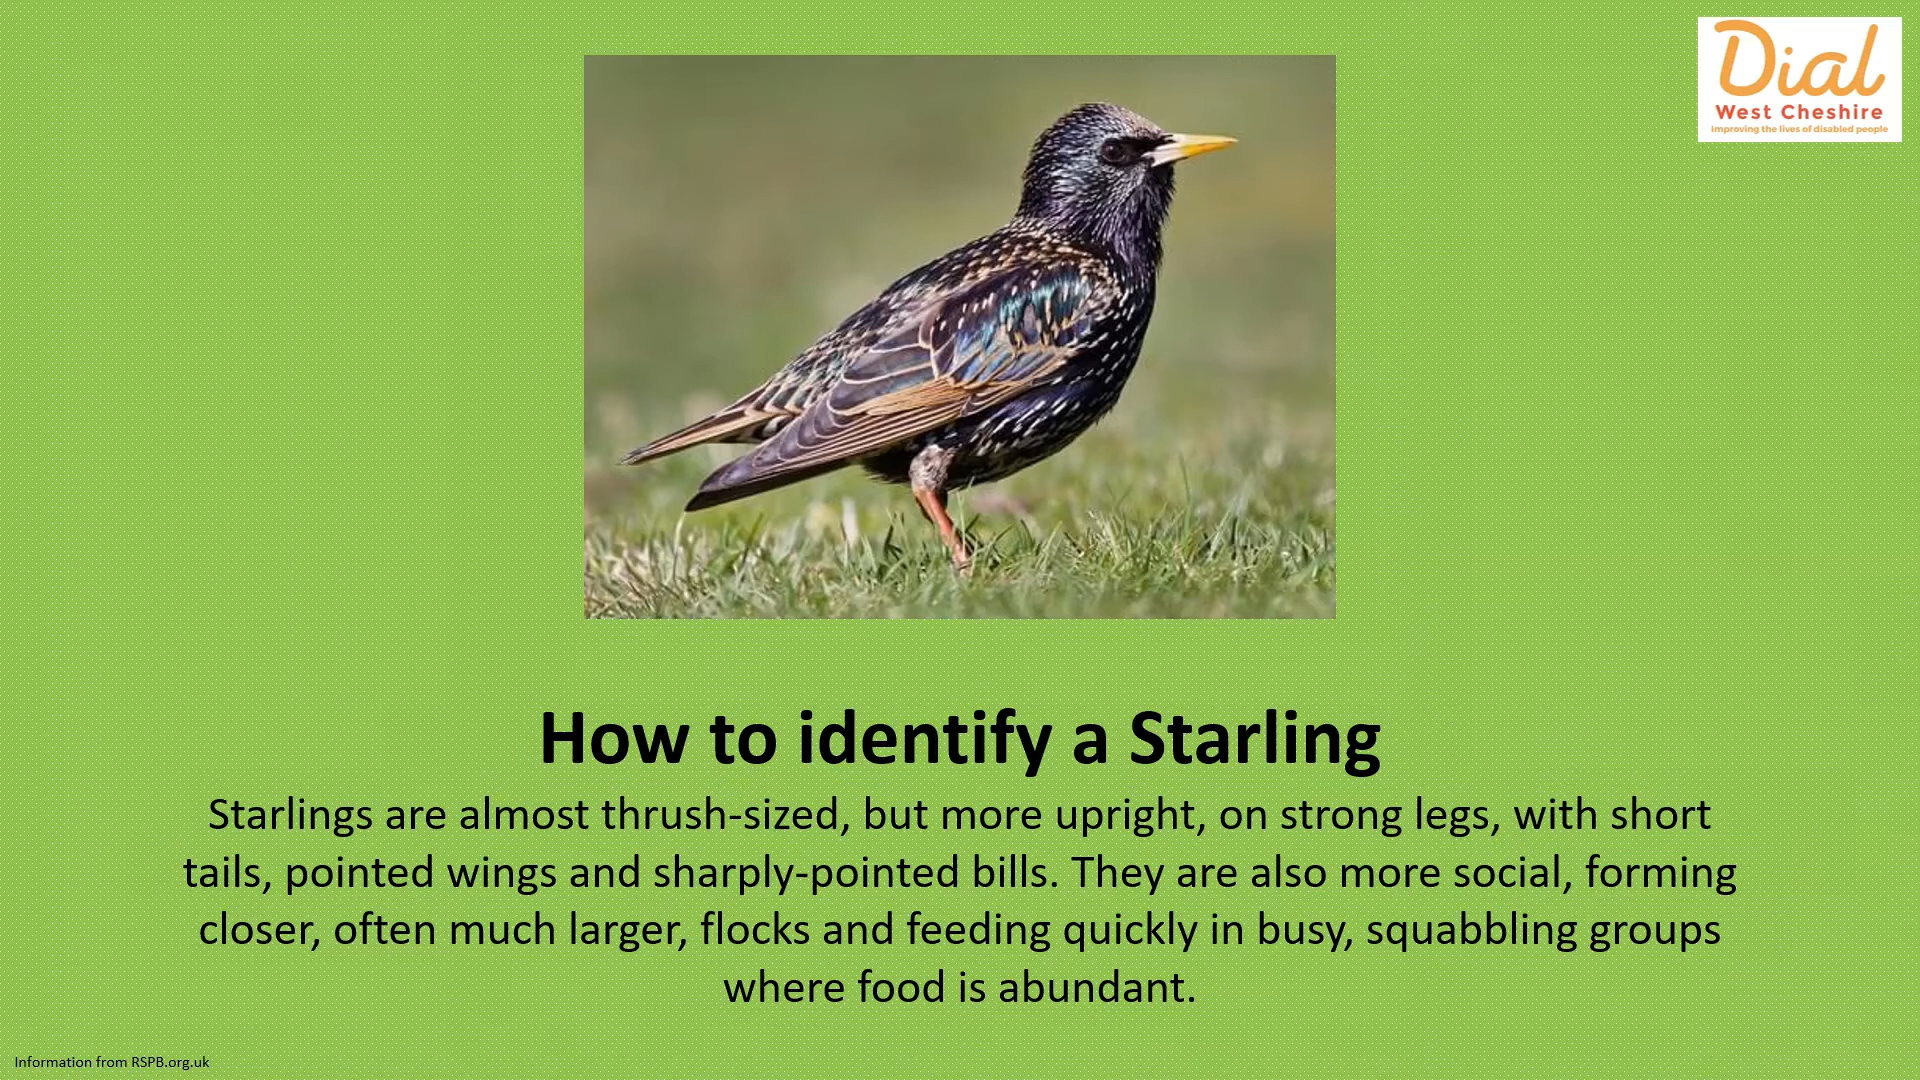 Dial
West Cheshire
Improving the lives of disabled people
How to identify a Starling
Starlings are almost thrush-sized, but more upright, on strong legs, with short
tails, pointed wings and sharply-pointed bills. They are also more social, forming
closer, often much larger, flocks and feeding quickly in busy, squabbling groups
where food is abundant.
Information from RSPB.org.uk